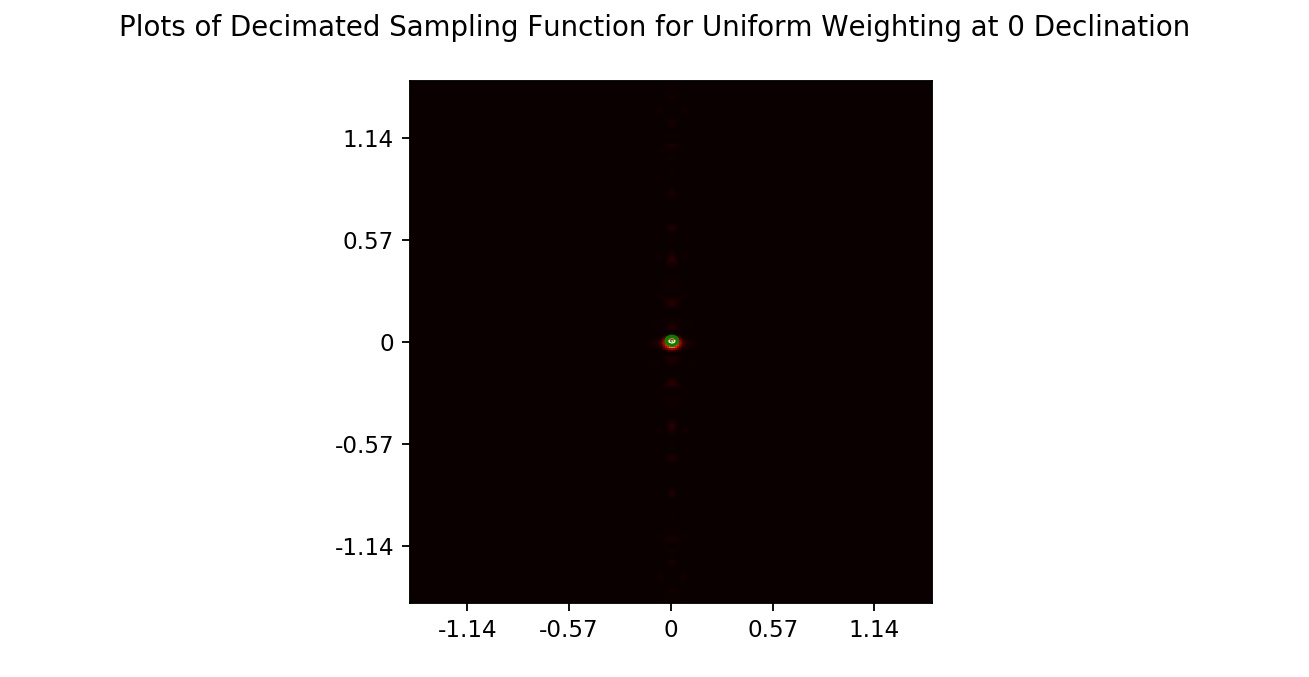 Plots of Decimated Sampling Function for Uniform Weighting at 0 Declination
1.14
0.57
0
-0.57
-1.14
-1.14 -0.57 0 0.57 1.14